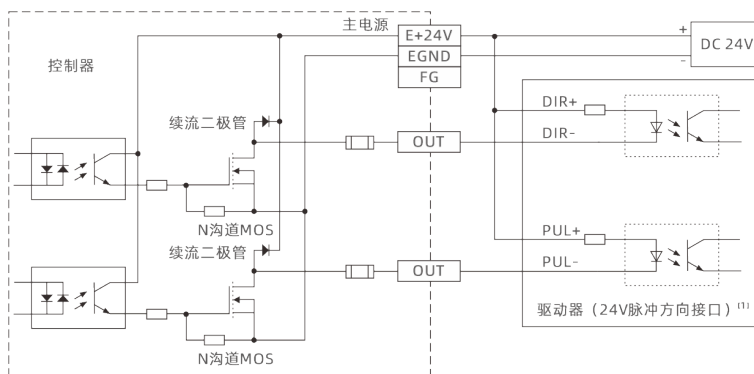 主电源
E+24V
EGND
FG
+
-
DC 24V
控制器
续流二极管
OUT
DIR+
DIR-
N沟道MOS
续流二极管
OUT
PUL+
PUL-
N沟道MOS
驱动器（24V脉冲方向接口）[1]